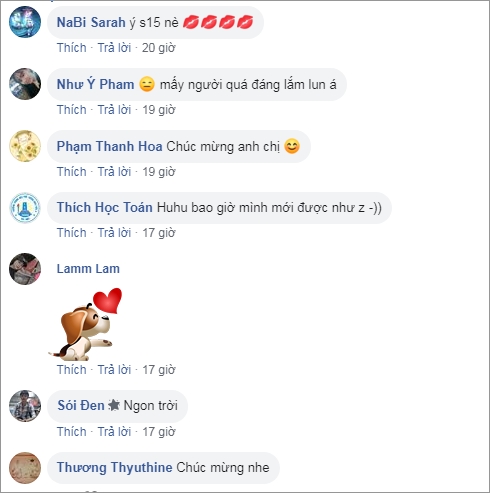 NaBi Sarah ý s15 nè 💋💋💋💋
Thích · Trả lời · 20 giờ
Như Ý Pham 😑 mấy người quá đáng lắm lun á
Thích · Trả lời · 19 giờ
Phạm Thanh Hoa Chúc mừng anh chị 😊
Thích · Trả lời · 19 giờ
Thích Học Toán Huhu bao giờ mình mới được như z -))
Thích · Trả lời · 17 giờ
Lamm Lam
Thích · Trả lời · 17 giờ
Sói Đen Ngon trời
Thích · Trả lời · 17 giờ
Thương Thyuthine Chúc mừng nhe